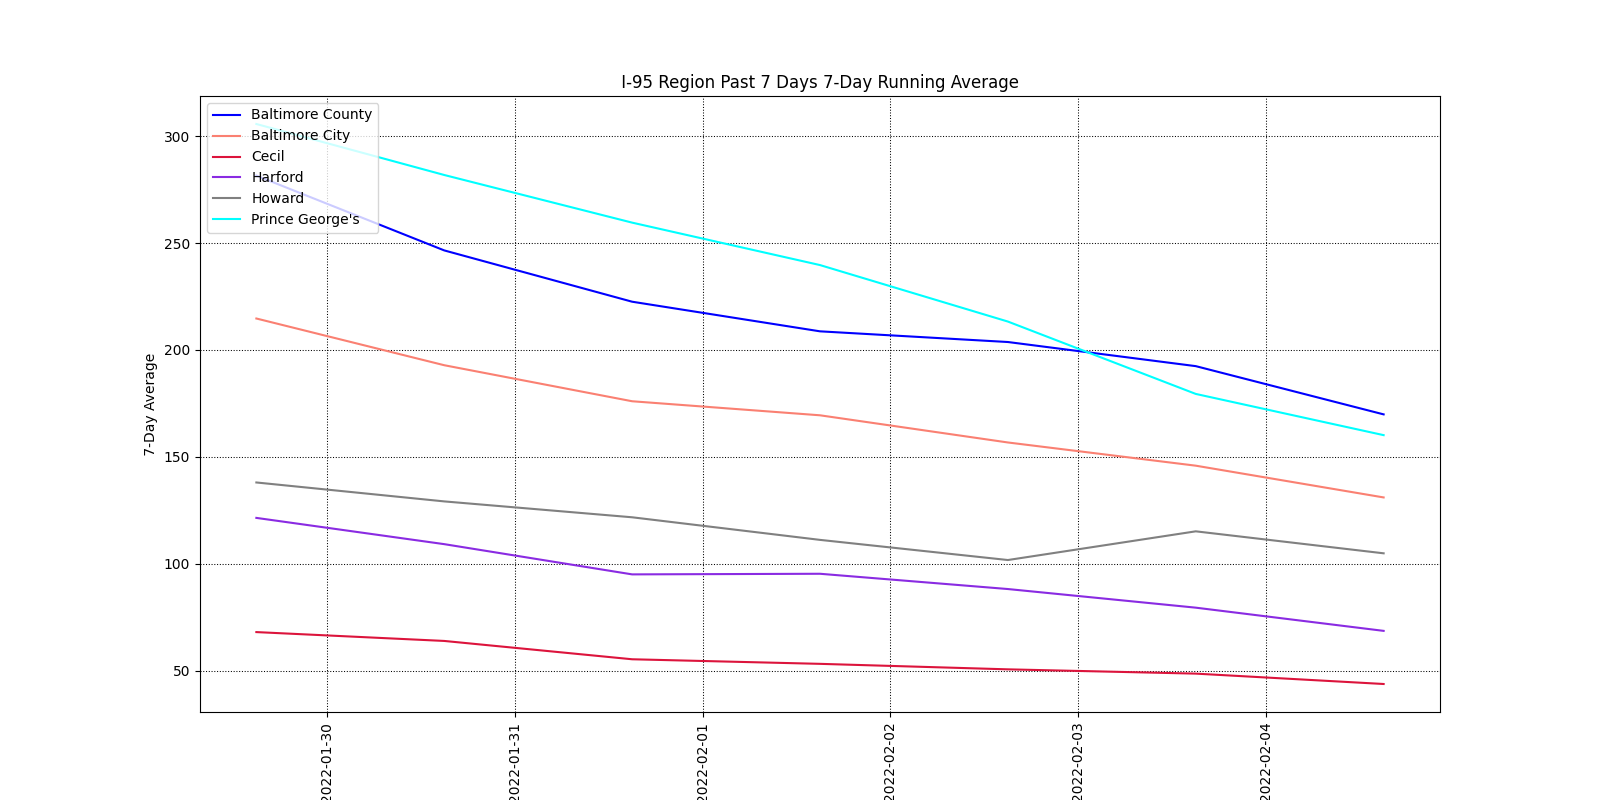 I-95 Region Past 7 Days 7-Day Running Average
Baltimore County
Baltimore City
Cecil
Harford
Howard
Prince George's
300
250
200
150
100
50
7-Day Average
2022-01-30
2022-01-31
2022-02-01
2022-02-02
2022-02-03
2022-02-04